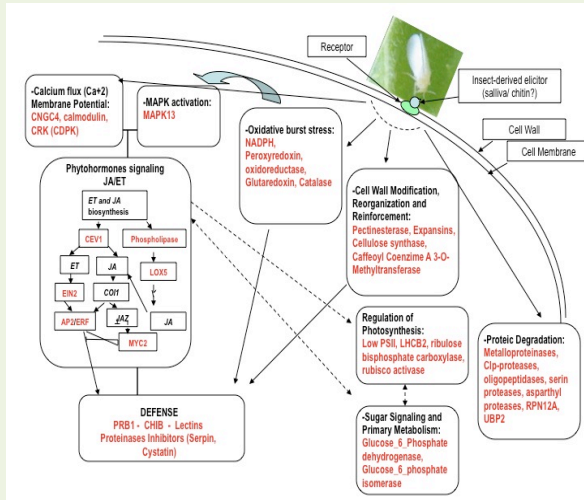 Receptor
Insect-derived elicitor
(salliva/ chitin?)
Cell Wall
Cell Membrane
-Calcium flux (Ca+2)
Membrane Potential:
CNGC4, calmodulin,
CRK (CDPK)
-MAPK activation:
MAPK13
-Oxidative burst stress:
NADPH,
Peroxyredoxin,
oxidoreductase,
Glutaredoxin, Catalase
Phytohormones signaling
JA/ET
ET and JA
biosynthesis
CEV1
Phospholipase
ET
JA
LOX5
EIN2
COI1
AP2/ERF
JAZ
JA
MYC2
-Cell Wall Modification,
Reorganization and
Reinforcement:
Pectinesterase, Expansins,
Cellulose synthase,
Caffeoyl Coenzime A 3-O-
Methyltransferase
Regulation of
Photosynthesis:
Low PSII, LHCB2, ribulose
bisphosphate carboxylase,
rubisco activase
-Proteic Degradation:
Metalloproteinases,
Clp-proteases,
oligopeptidases, serin
proteases, asparthyl
proteases, RPN12A,
UBP2
DEFENSE
PRB1 - CHIB - Lectins
Proteinases Inhibitors (Serpin,
Cystatin)
-Sugar Signaling and
Primary Metabolism:
Glucose_6_Phosphate
dehydrogenase,
Glucose_6_phosphate
isomerase